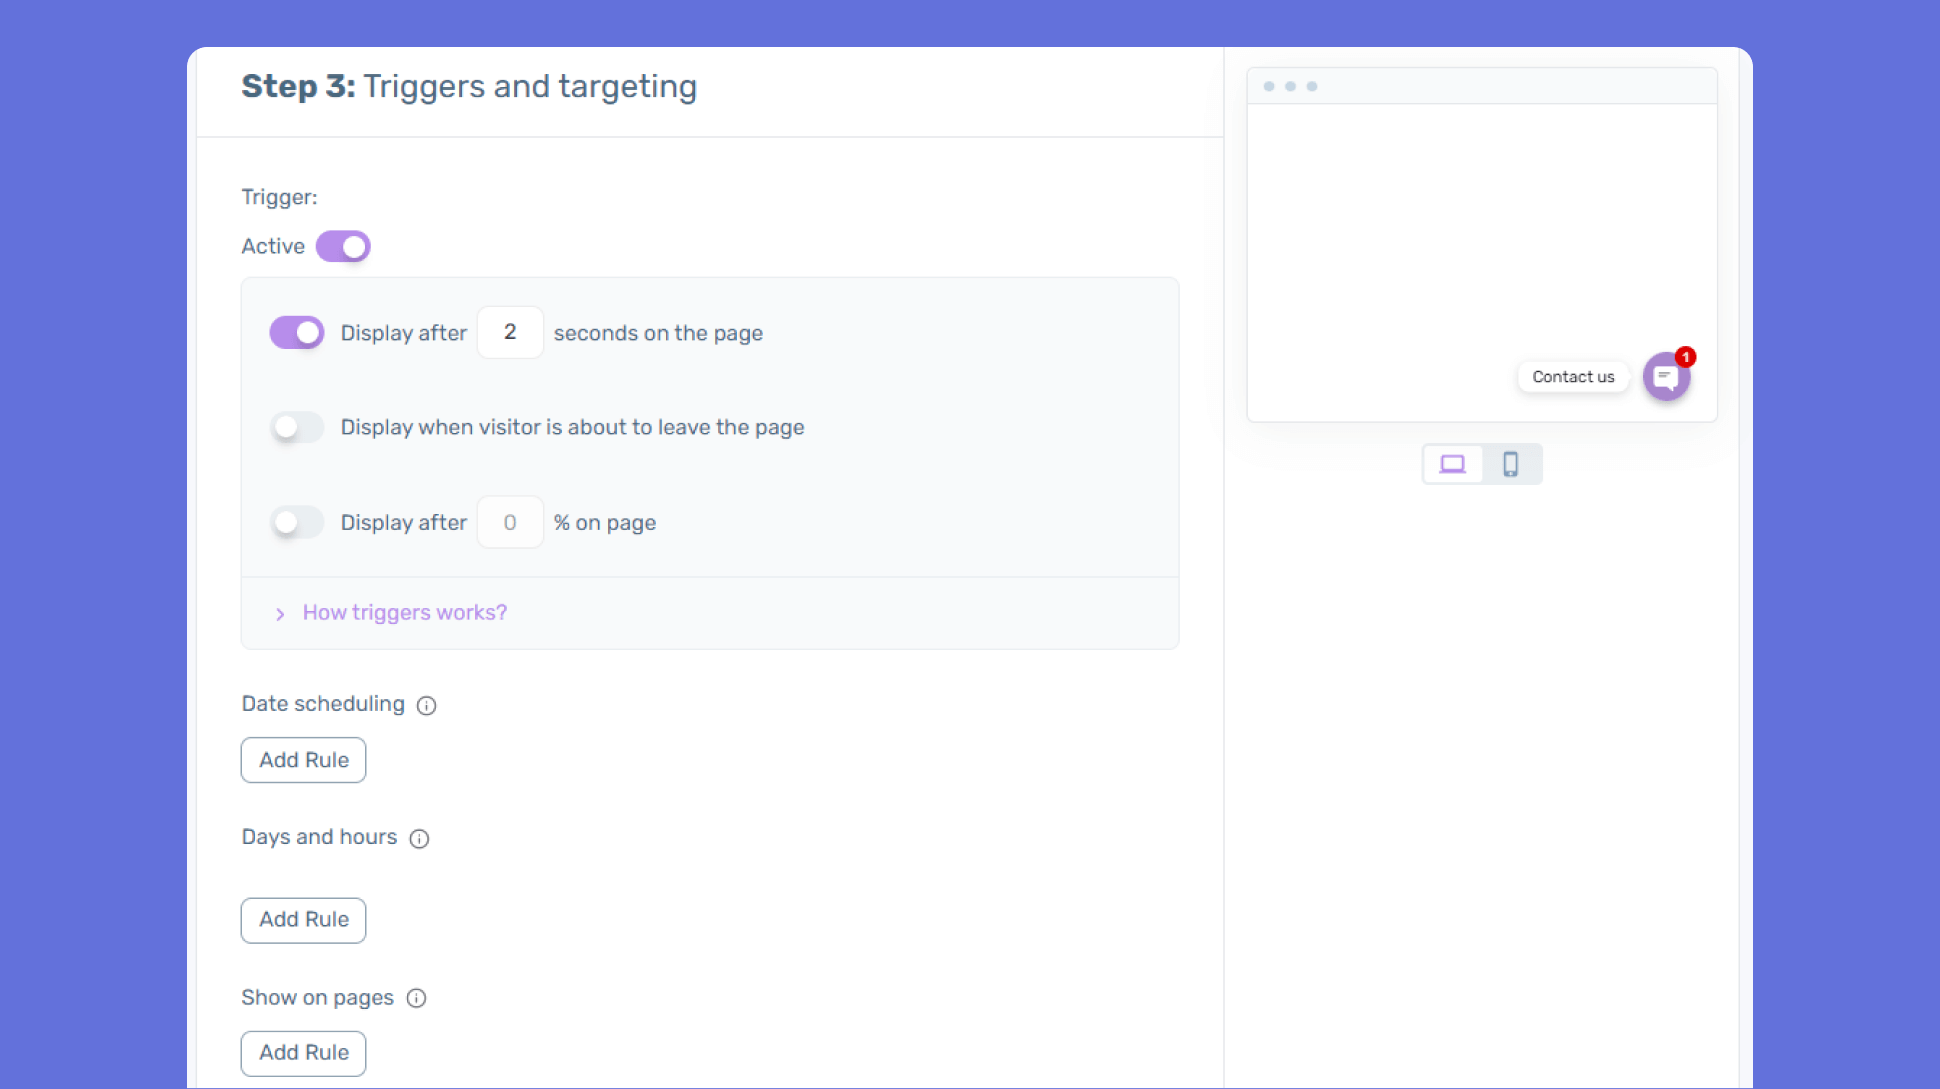 Step 3: Triggers and targeting
Trigger:
Active
Display after 2 seconds on the page
Display when visitor is about to leave the page
Display after 0 % on page
How triggers works?
Date scheduling
Add Rule
Days and hours
Add Rule
Show on pages
Add Rule
Contact us
1